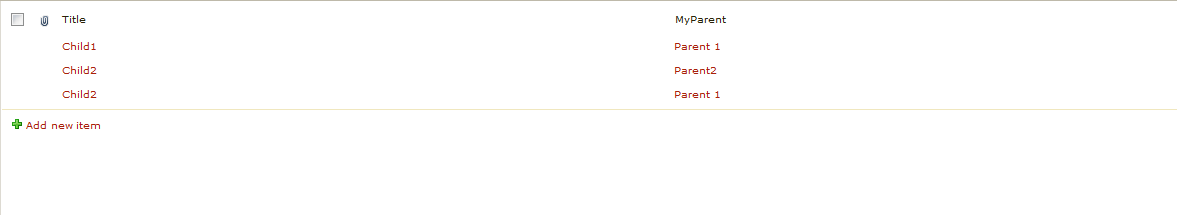 Title MyParent
Child1 Parent 1
Child2 Parent2
Child2 Parent 1
Add new item